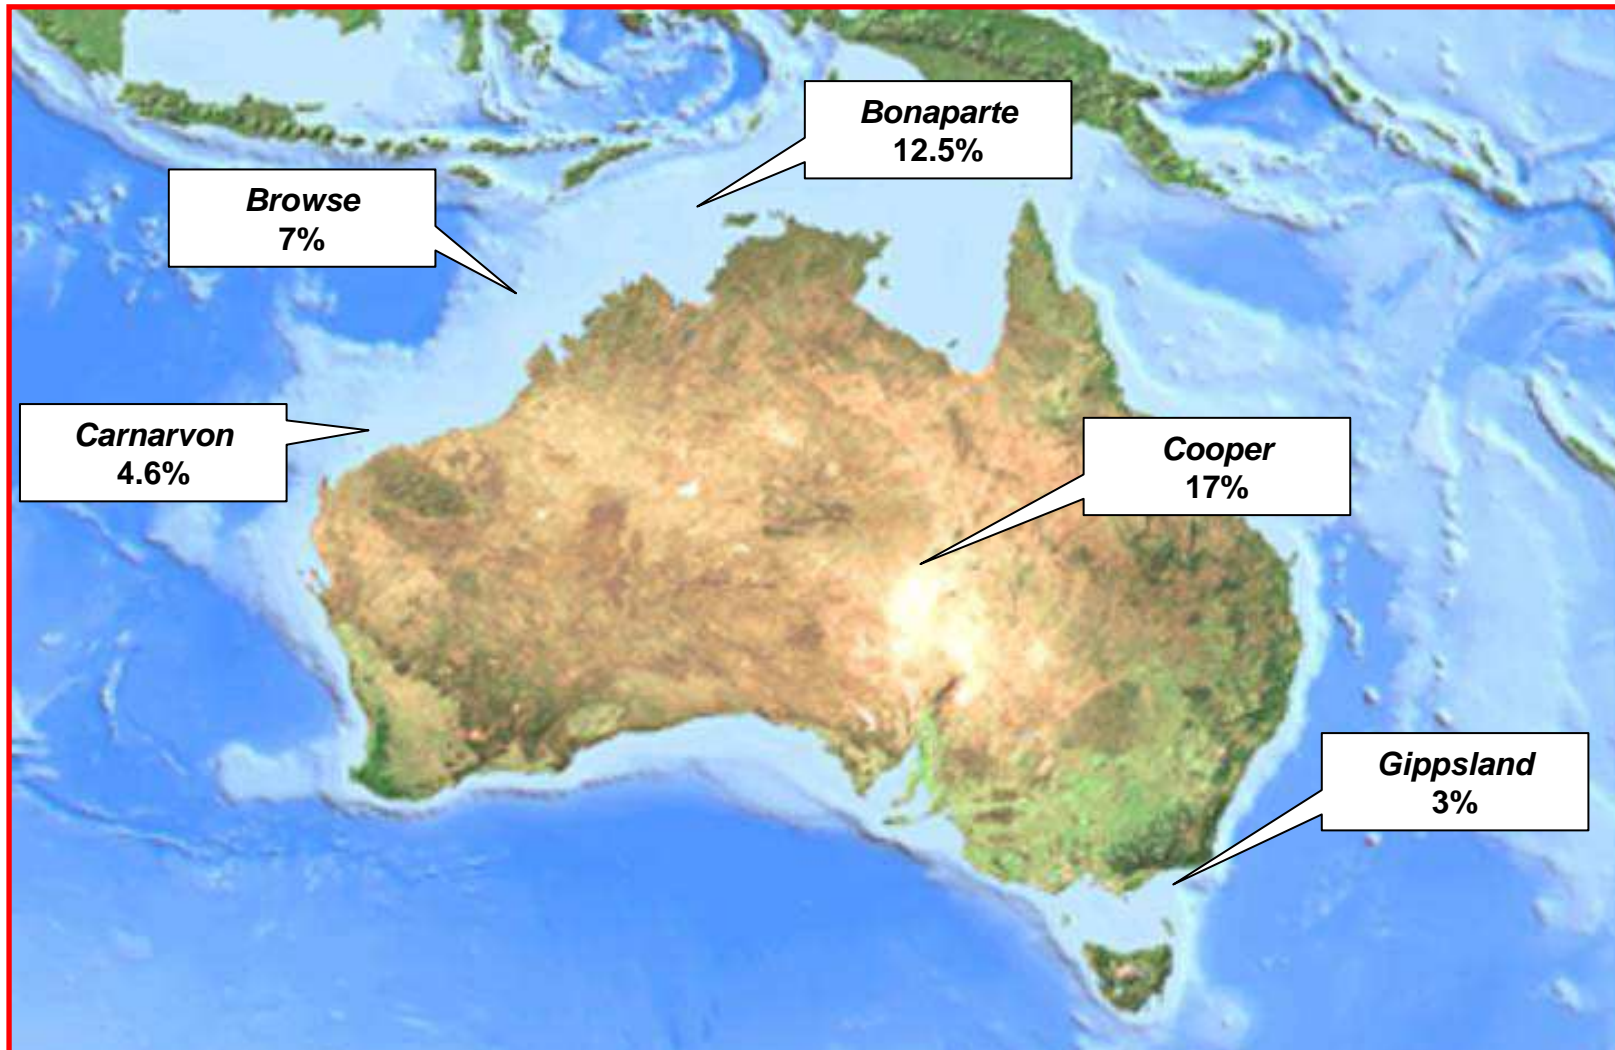 Bonaparte
12.5%
Browse
7%
Carnarvon
4.6%
Cooper
17%
Gippsland
3%